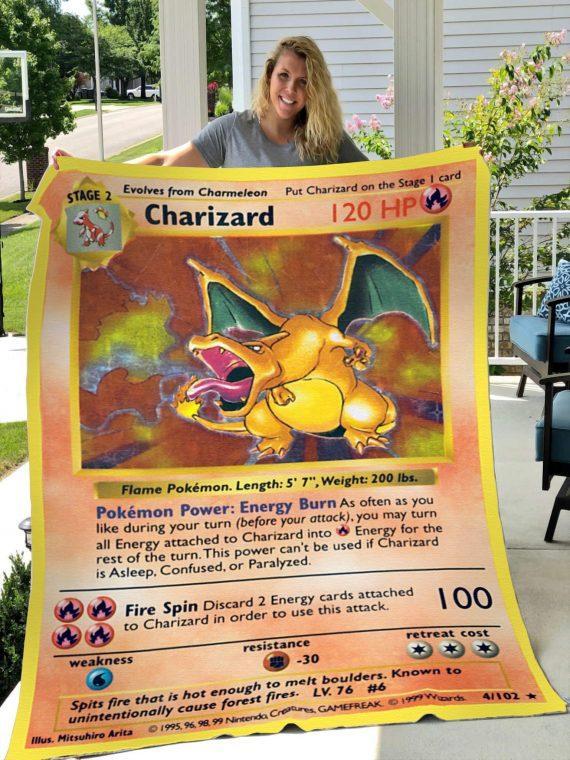 STAGE 2 Evolves from Charmeleon Put Charizard on the Stage 1 card
Charizard 120 HP
Flame Pokémon. Length: 5' 7", Weight: 200 lbs.
Pokémon Power: Energy Burn As often as you
like during your turn (before your attack), you may turn
all Energy attached to Charizard into Energy for the
rest of the turn. This power can't be used if Charizard
is Asleep, Confused, or Paralyzed.
Fire Spin Discard 2 Energy cards attached
to Charizard in order to use this attack. 100
weakness resistance retreat cost
-30
Spits fire that is hot enough to melt boulders. Known to
unintentionally cause forest fires. LV. 76 #6
Illus. Mitsuhiro Arita © 1995, 96, 98, 99 Nintendo, Creatures, GAMEFREAK. © 1999 Wizards. 4/102 ★